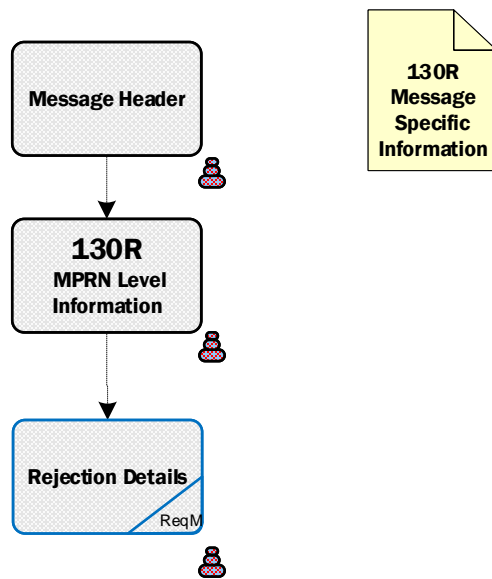 Message Header
130R
Message
Specific
Information
130R
MPRN Level
Information
Rejection Details
ReqM